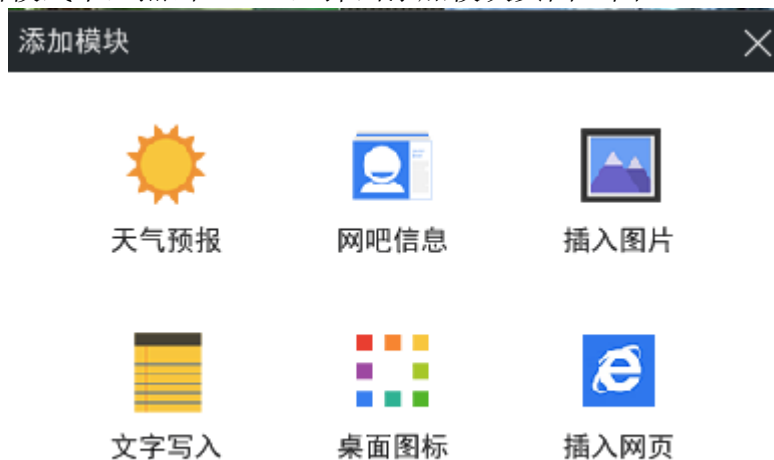 添加模块
天气预报
网吧信息
插入图片
文字写入
桌面图标
插入网页